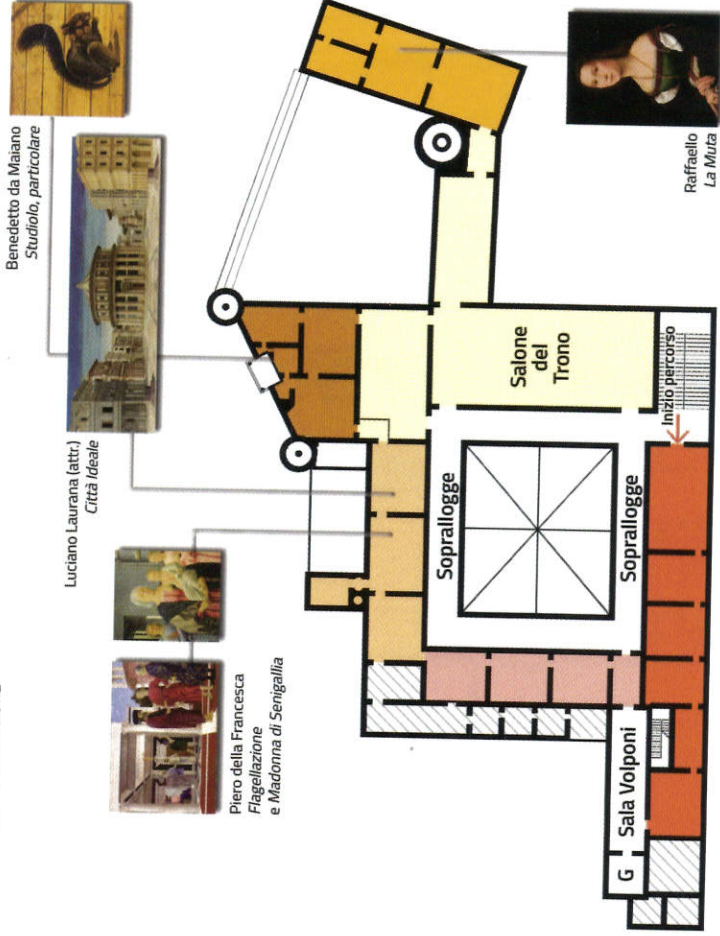 Benedetto da Maiano
Studiolo, particolare
Luciano Laurana (attr.)
Città Ideale
Piero della Francesca
Flagellazione
e Madonna di Senigallia
Raffaello
La Muta
Salone
del
Trono
Inizio percorso
Soprallogge
Soprallogge
Sala Volponi
G